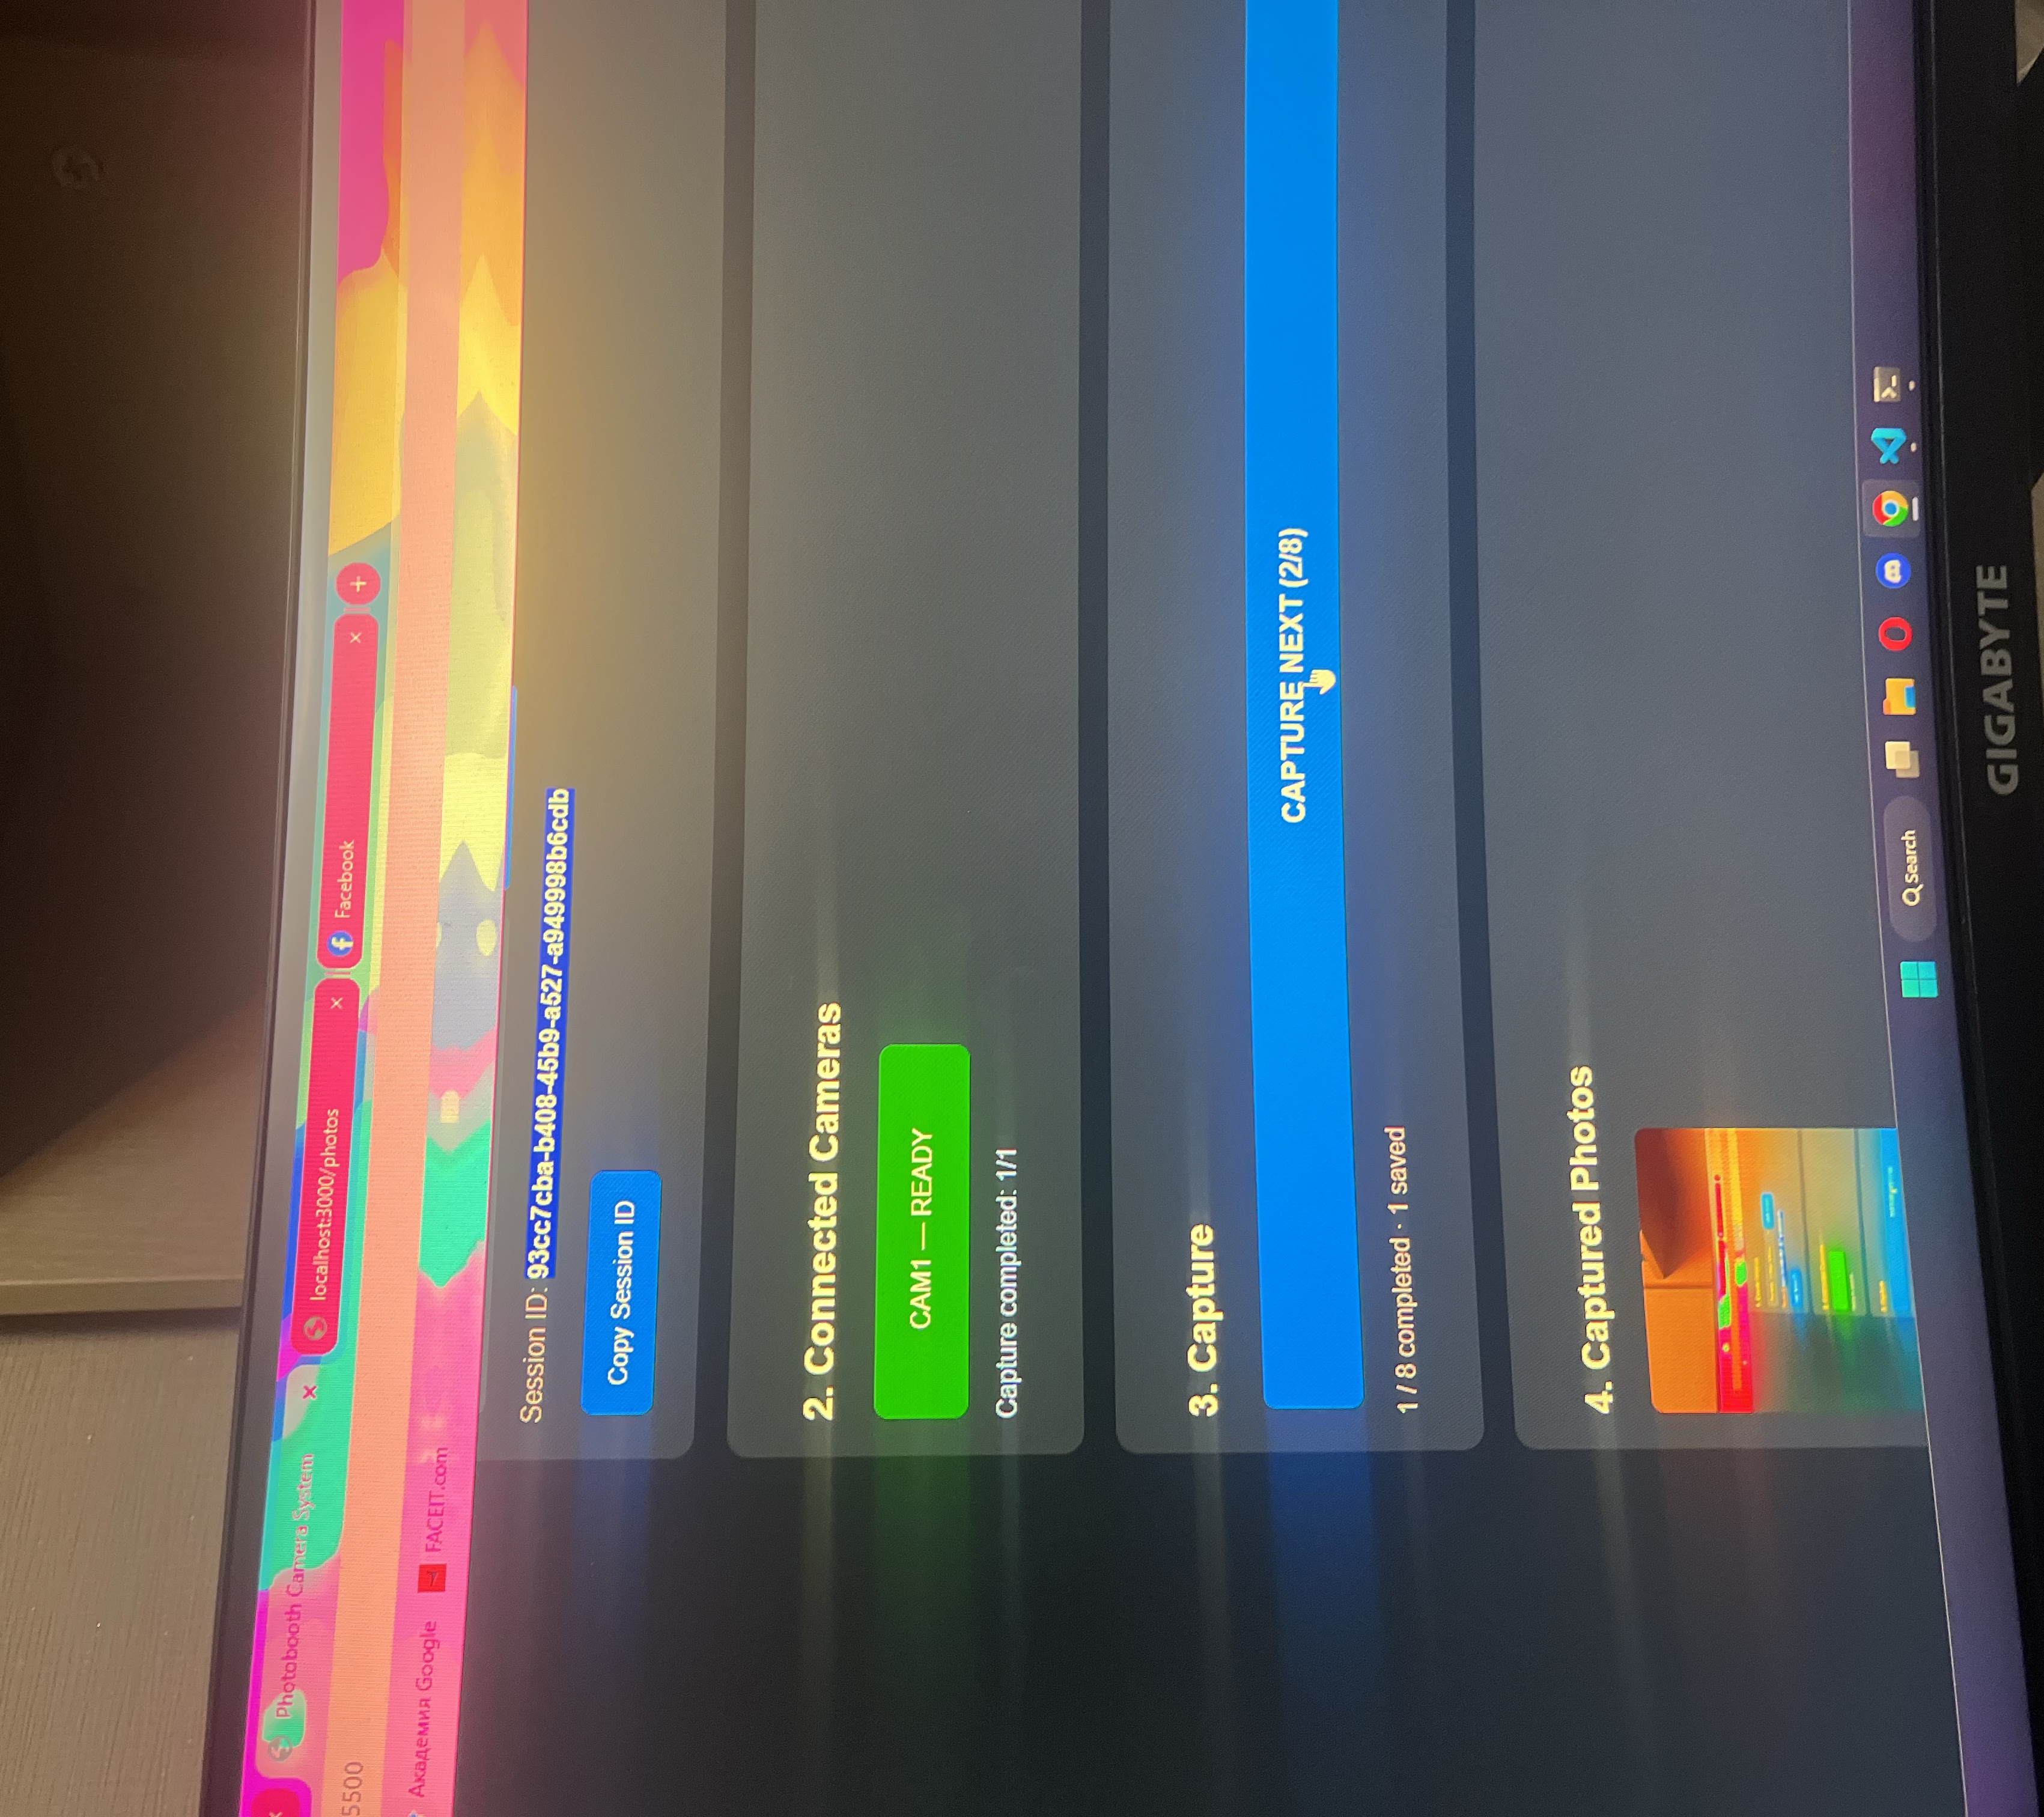 Photobooth Camera System
localhost:3000/photos
Facebook
5500
Академия Google
FACEIT.com
Session ID: 93cc7cba-b408-45b9-a527-a949998b6cdb
Copy Session ID
2. Connected Cameras
CAM1 — READY
Capture completed: 1/1
3. Capture
CAPTURE NEXT (2/8)
1 / 8 completed · 1 saved
4. Captured Photos
Search
GIGABYTE